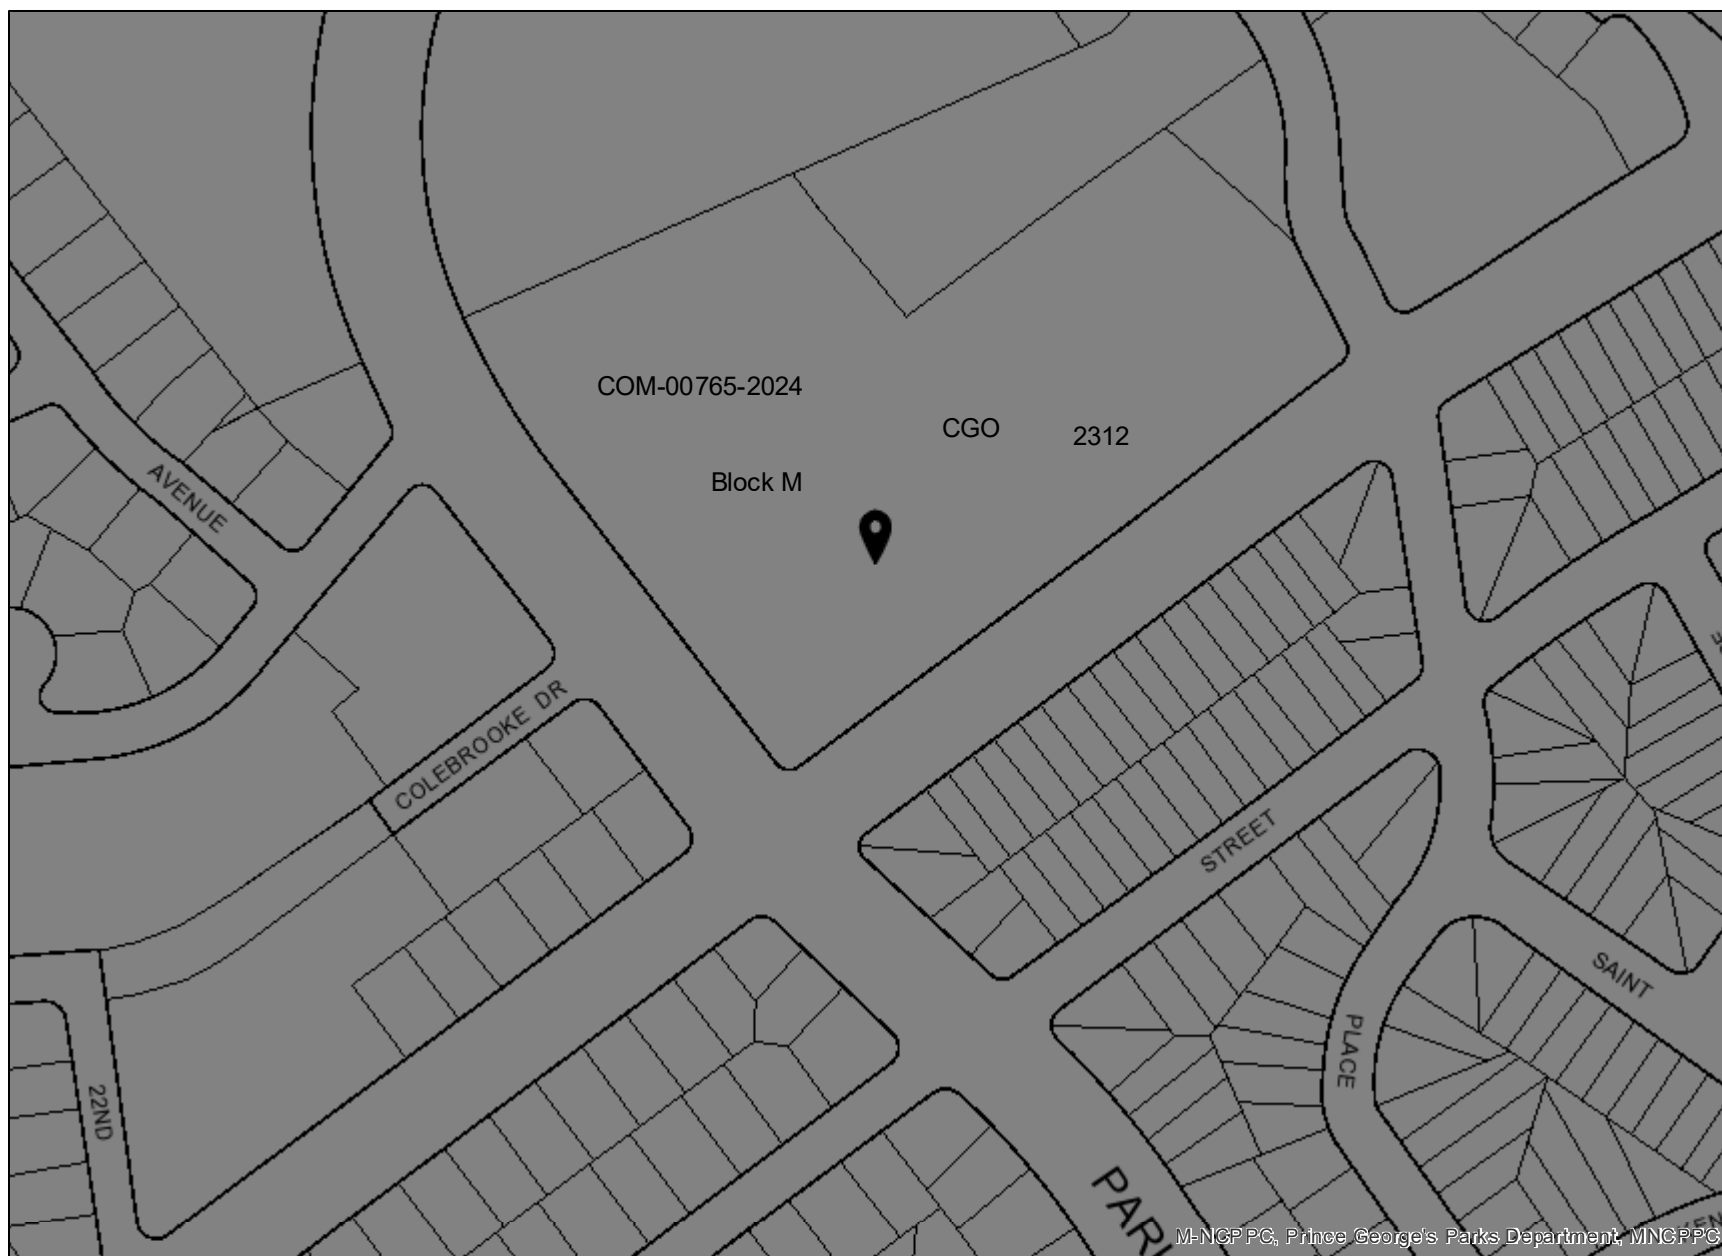 COM-00765-2024
CGO
2312
Block M
AVENUE
COLEBROOKE DR
STREET
SAINT
PLACE
22ND
M-NCPPC, Prince George's Parks Department, MNCPPC